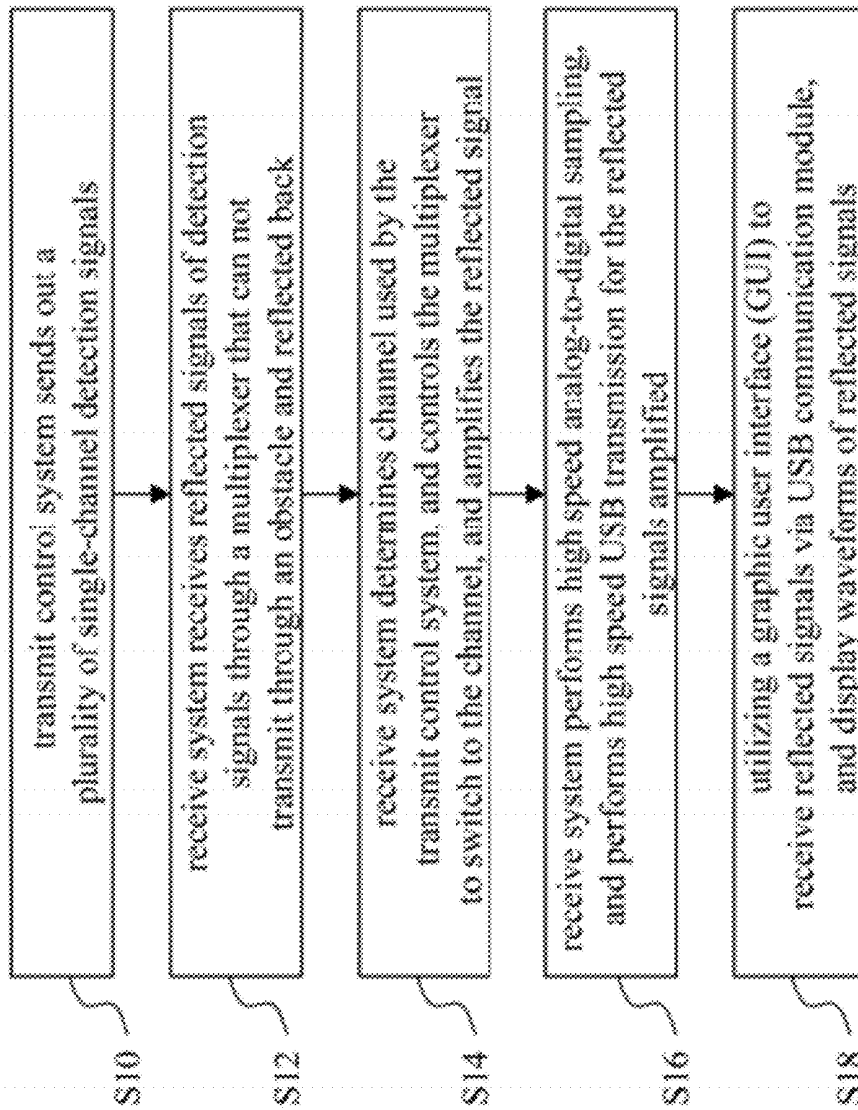 transmit control system sends out a
plurality of single-channel detection signals
S10
receive system receives reflected signals of detection
signals through a multiplexer that can not
transmit through an obstacle and reflected back
S12
receive system determines channel used by the
transmit control system, and controls the multiplexer
to switch to the channel, and amplifies the reflected signal
S14
receive system performs high speed analog-to-digital sampling,
and performs high speed USB transmission for the reflected
signals amplified
S16
utilizing a graphic user interface (GUI) to
receive reflected signals via USB communication module,
and display waveforms of reflected signals
S18